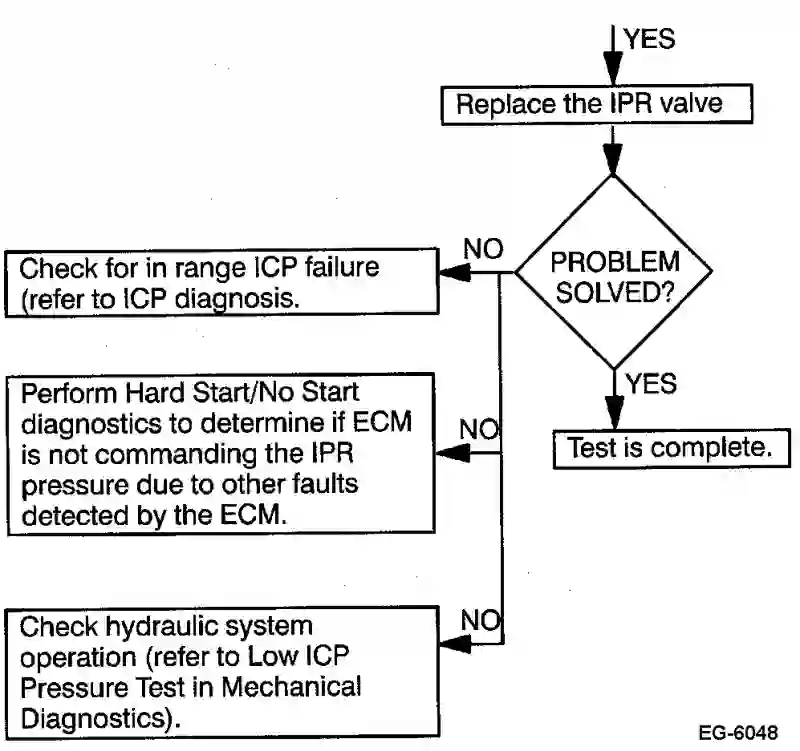 YES
Replace the IPR valve
PROBLEM
SOLVED?
NO
Check for in range ICP failure
(refer to ICP diagnosis.
YES
Test is complete.
NO
Perform Hard Start/No Start
diagnostics to determine if ECM
is not commanding the IPR
pressure due to other faults
detected by the ECM.
NO
Check hydraulic system
operation (refer to Low ICP
Pressure Test in Mechanical
Diagnostics).
EG-6048